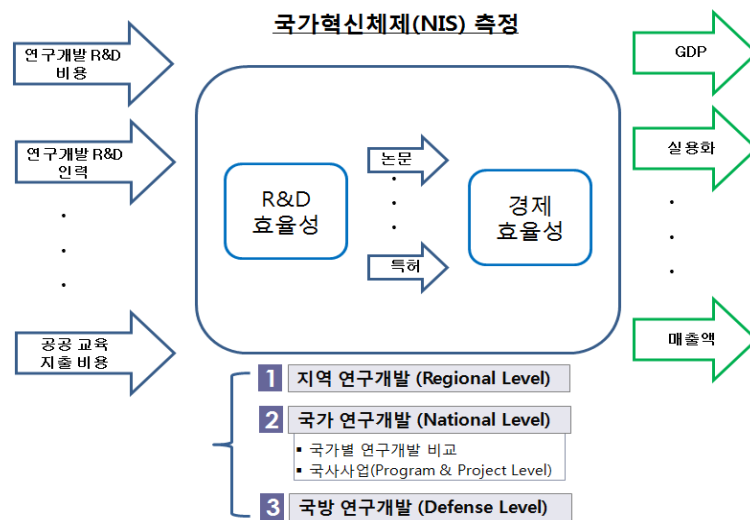 국가혁신체제(NIS) 측정
연구개발 R&D
비용
연구개발 R&D
인력
공공 교육
지출 비용
R&D
효율성
논문
특허
경제
효율성
GDP
실용화
매출액
1 지역 연구개발 (Regional Level)
2 국가 연구개발 (National Level)
▪ 국가별 연구개발 비교
▪ 국사사업(Program & Project Level)
3 국방 연구개발 (Defense Level)